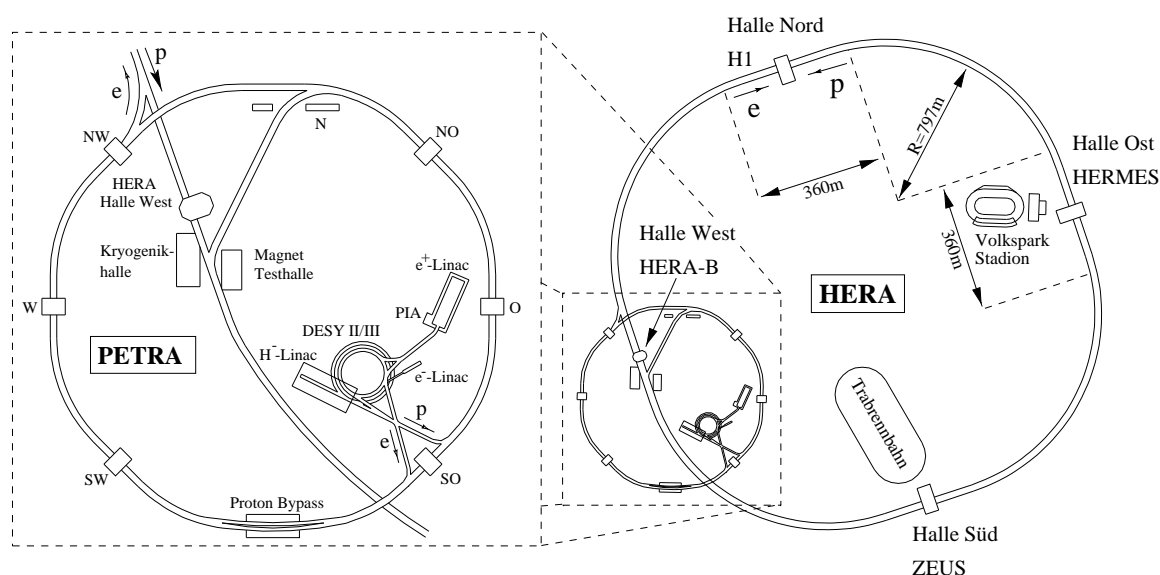 p
e
NW
N
NO
HERA
Halle West
Kryogenik-
halle
Magnet
Testhalle
e+-Linac
W
O
PIA
PETRA
DESY II/III
H--Linac
e--Linac
p
e
SW
SO
Proton Bypass
Halle Nord
H1
e
p
R=797m
360m
Halle Ost
HERMES
Halle West
HERA-B
360m
Volkspark
Stadion
HERA
Trabrennbahn
Halle Süd
ZEUS